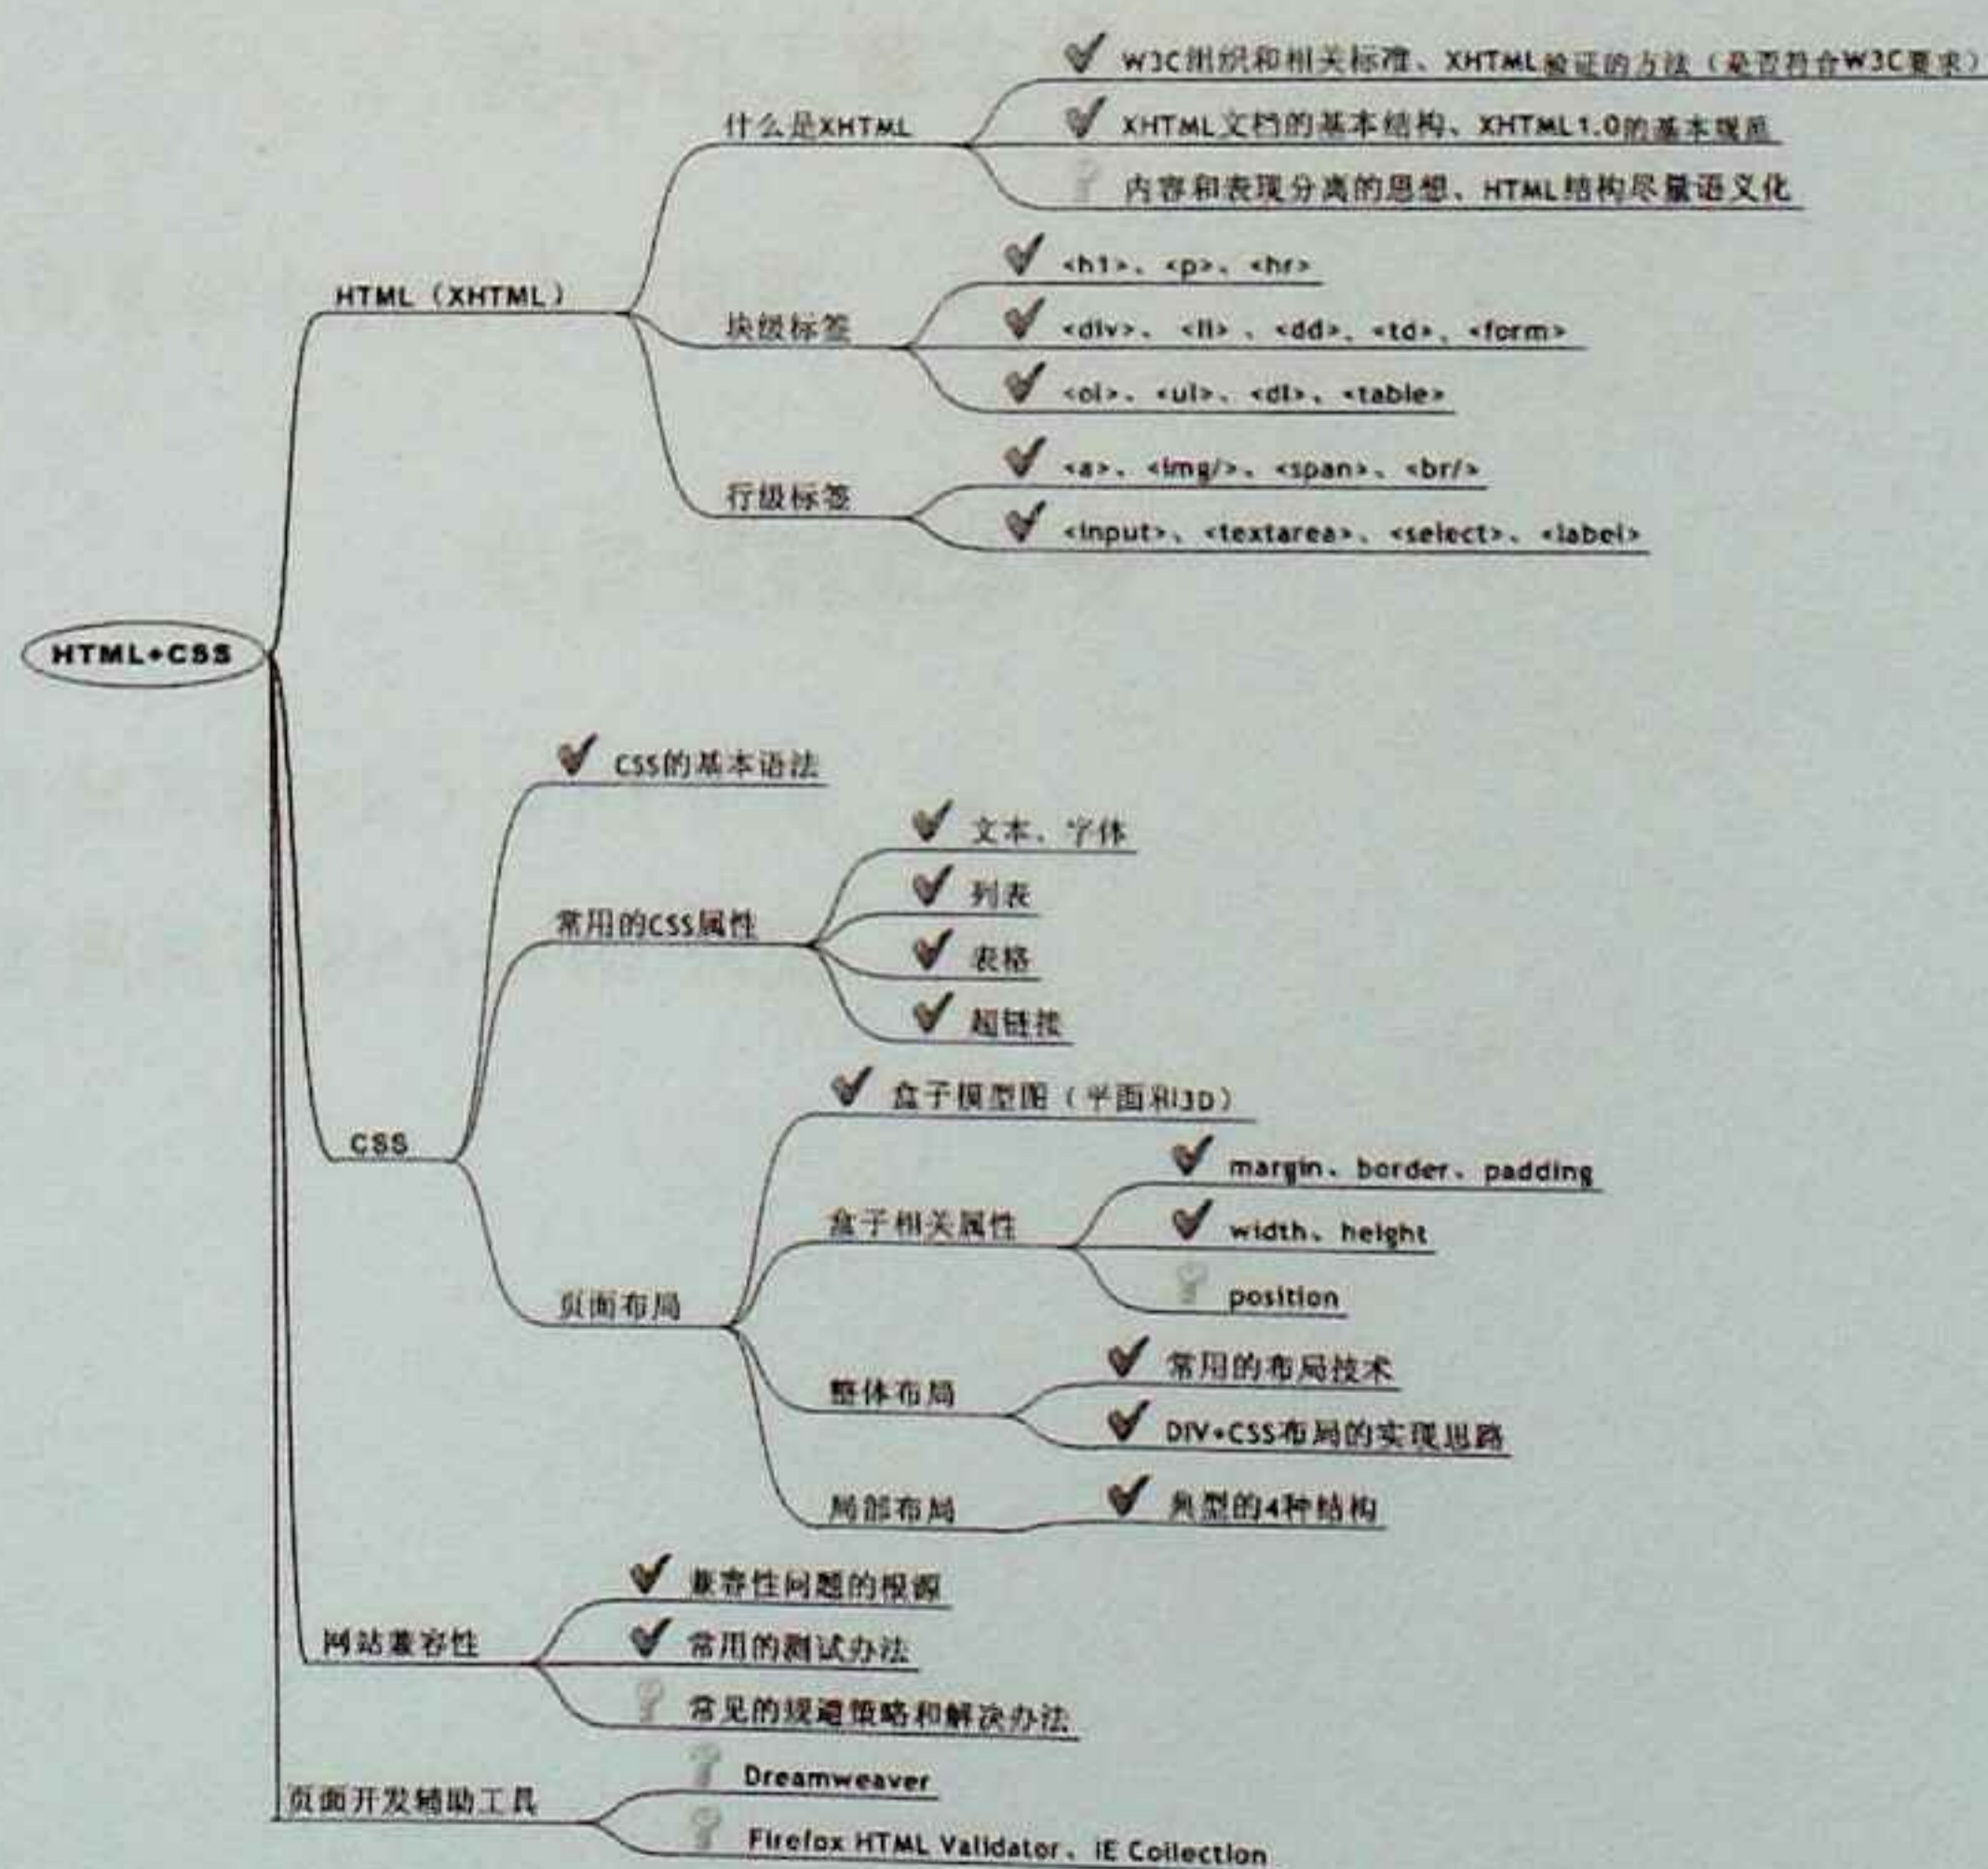 W3C组织和相关标准、XHTML验证的方法（是否符合W3C要求）
什么是XHTML
XHTML文档的基本结构、XHTML1.0的基本规范
内容和表现分离的思想、HTML结构尽量语义化
HTML（XHTML）
<h1>、<p>、<hr>
块级标签
<div>、<li>、<dd>、<td>、<form>
<ol>、<ul>、<dl>、<table>
行级标签
<a>、<img/>、<span>、<br/>
<input>、<textarea>、<select>、<label>
HTML+CSS
CSS的基本语法
常用的CSS属性
文本、字体
列表
表格
超链接
CSS
盒子模型图（平面和3D）
盒子相关属性
margin、border、padding
width、height
position
页面布局
整体布局
常用的布局技术
DIV+CSS布局的实现思路
局部布局
典型的4种结构
网站兼容性
兼容性问题的根源
常用的测试办法
常见的规避策略和解决办法
页面开发辅助工具
Dreamweaver
Firefox HTML Validator、IE Collection